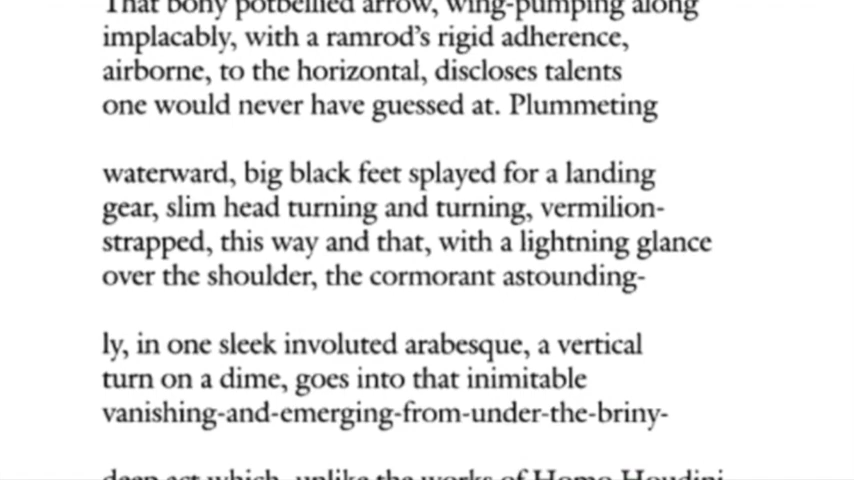 That bony potbellied arrow, wing-pumping along
implacably, with a ramrod's rigid adherence,
airborne, to the horizontal, discloses talents
one would never have guessed at. Plummeting
waterward, big black feet splayed for a landing
gear, slim head turning and turning, vermilion-
strapped, this way and that, with a lightning glance
over the shoulder, the cormorant astounding-
ly, in one sleek involuted arabesque, a vertical
turn on a dime, goes into that inimitable
vanishing-and-emerging-from-under-the-briny-
deep act which, unlike the works of Homo Houdini,